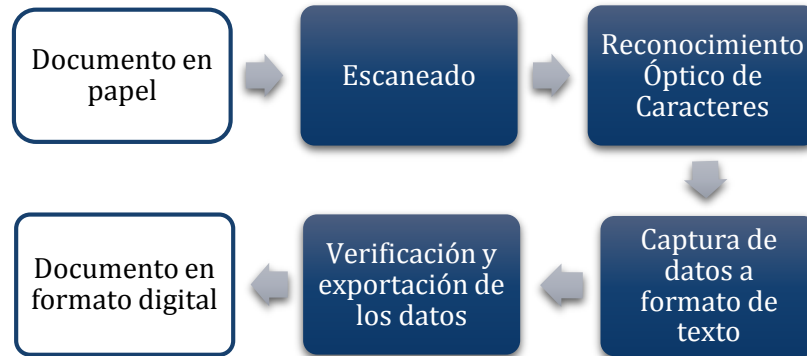 Documento en
papel
Escaneado
Reconocimiento
Óptico de
Caracteres
Captura de
datos a
formato de
texto
Verificación y
exportación de
los datos
Documento en
formato digital